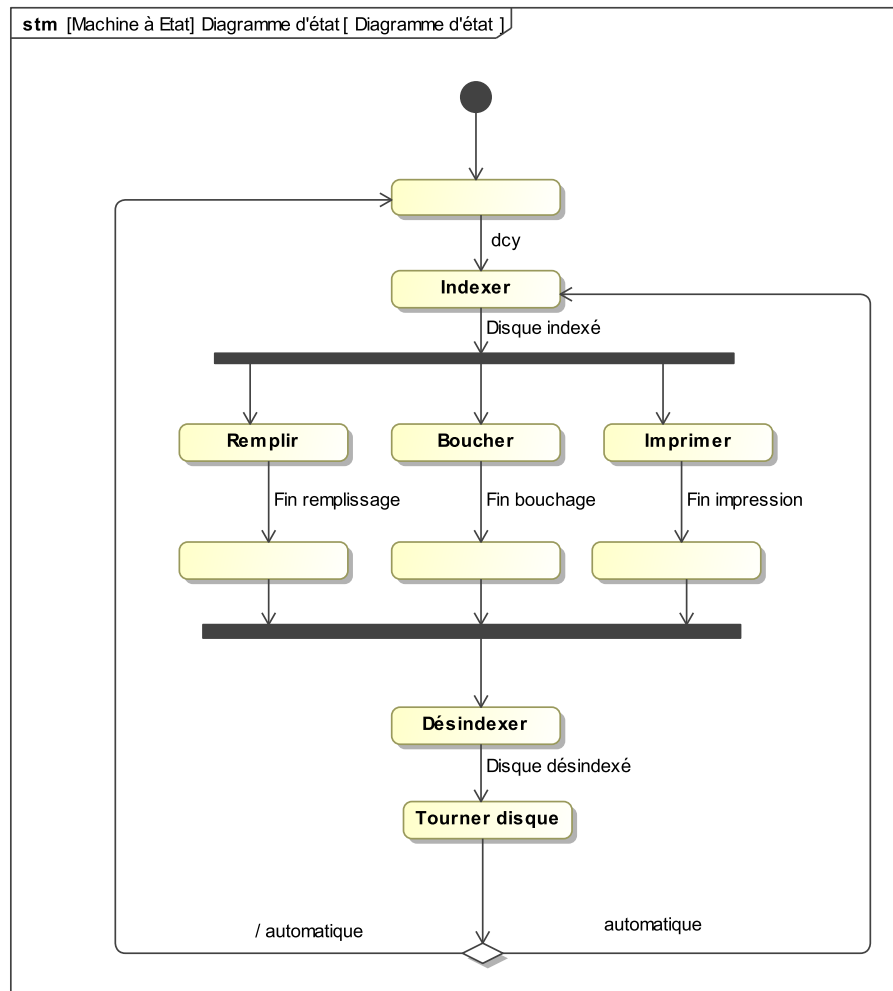 stm [Machine à Etat] Diagramme d'état [ Diagramme d'état ]
dcy
Indexer
Disque indexé
Remplir
Boucher
Imprimer
Fin remplissage
Fin bouchage
Fin impression
Désindexer
Disque désindexé
Tourner disque
/ automatique
automatique